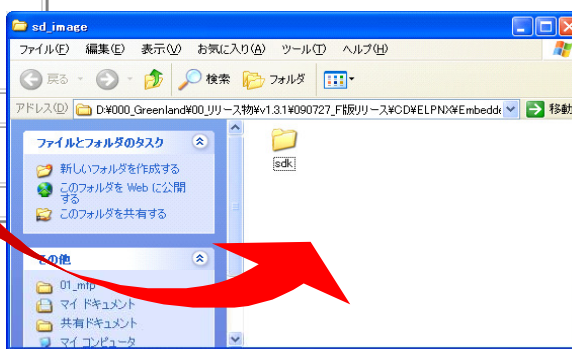 sd_image
ファイル(F) 編集(E) 表示(V) お気に入り(A) ツール(T) ヘルプ(H)
戻る 検索 フォルダ
アドレス(D) D:¥000_Greenland¥00_リリース物¥v1.3.1¥090727_F版リリース¥CD¥ELPNX¥Embedde 移動
ファイルとフォルダのタスク
新しいフォルダを作成する
このフォルダを Web に公開
する
このフォルダを共有する
sdk
その他
01_mfp
マイ ドキュメント
共有ドキュメント
マイ コンピュータ